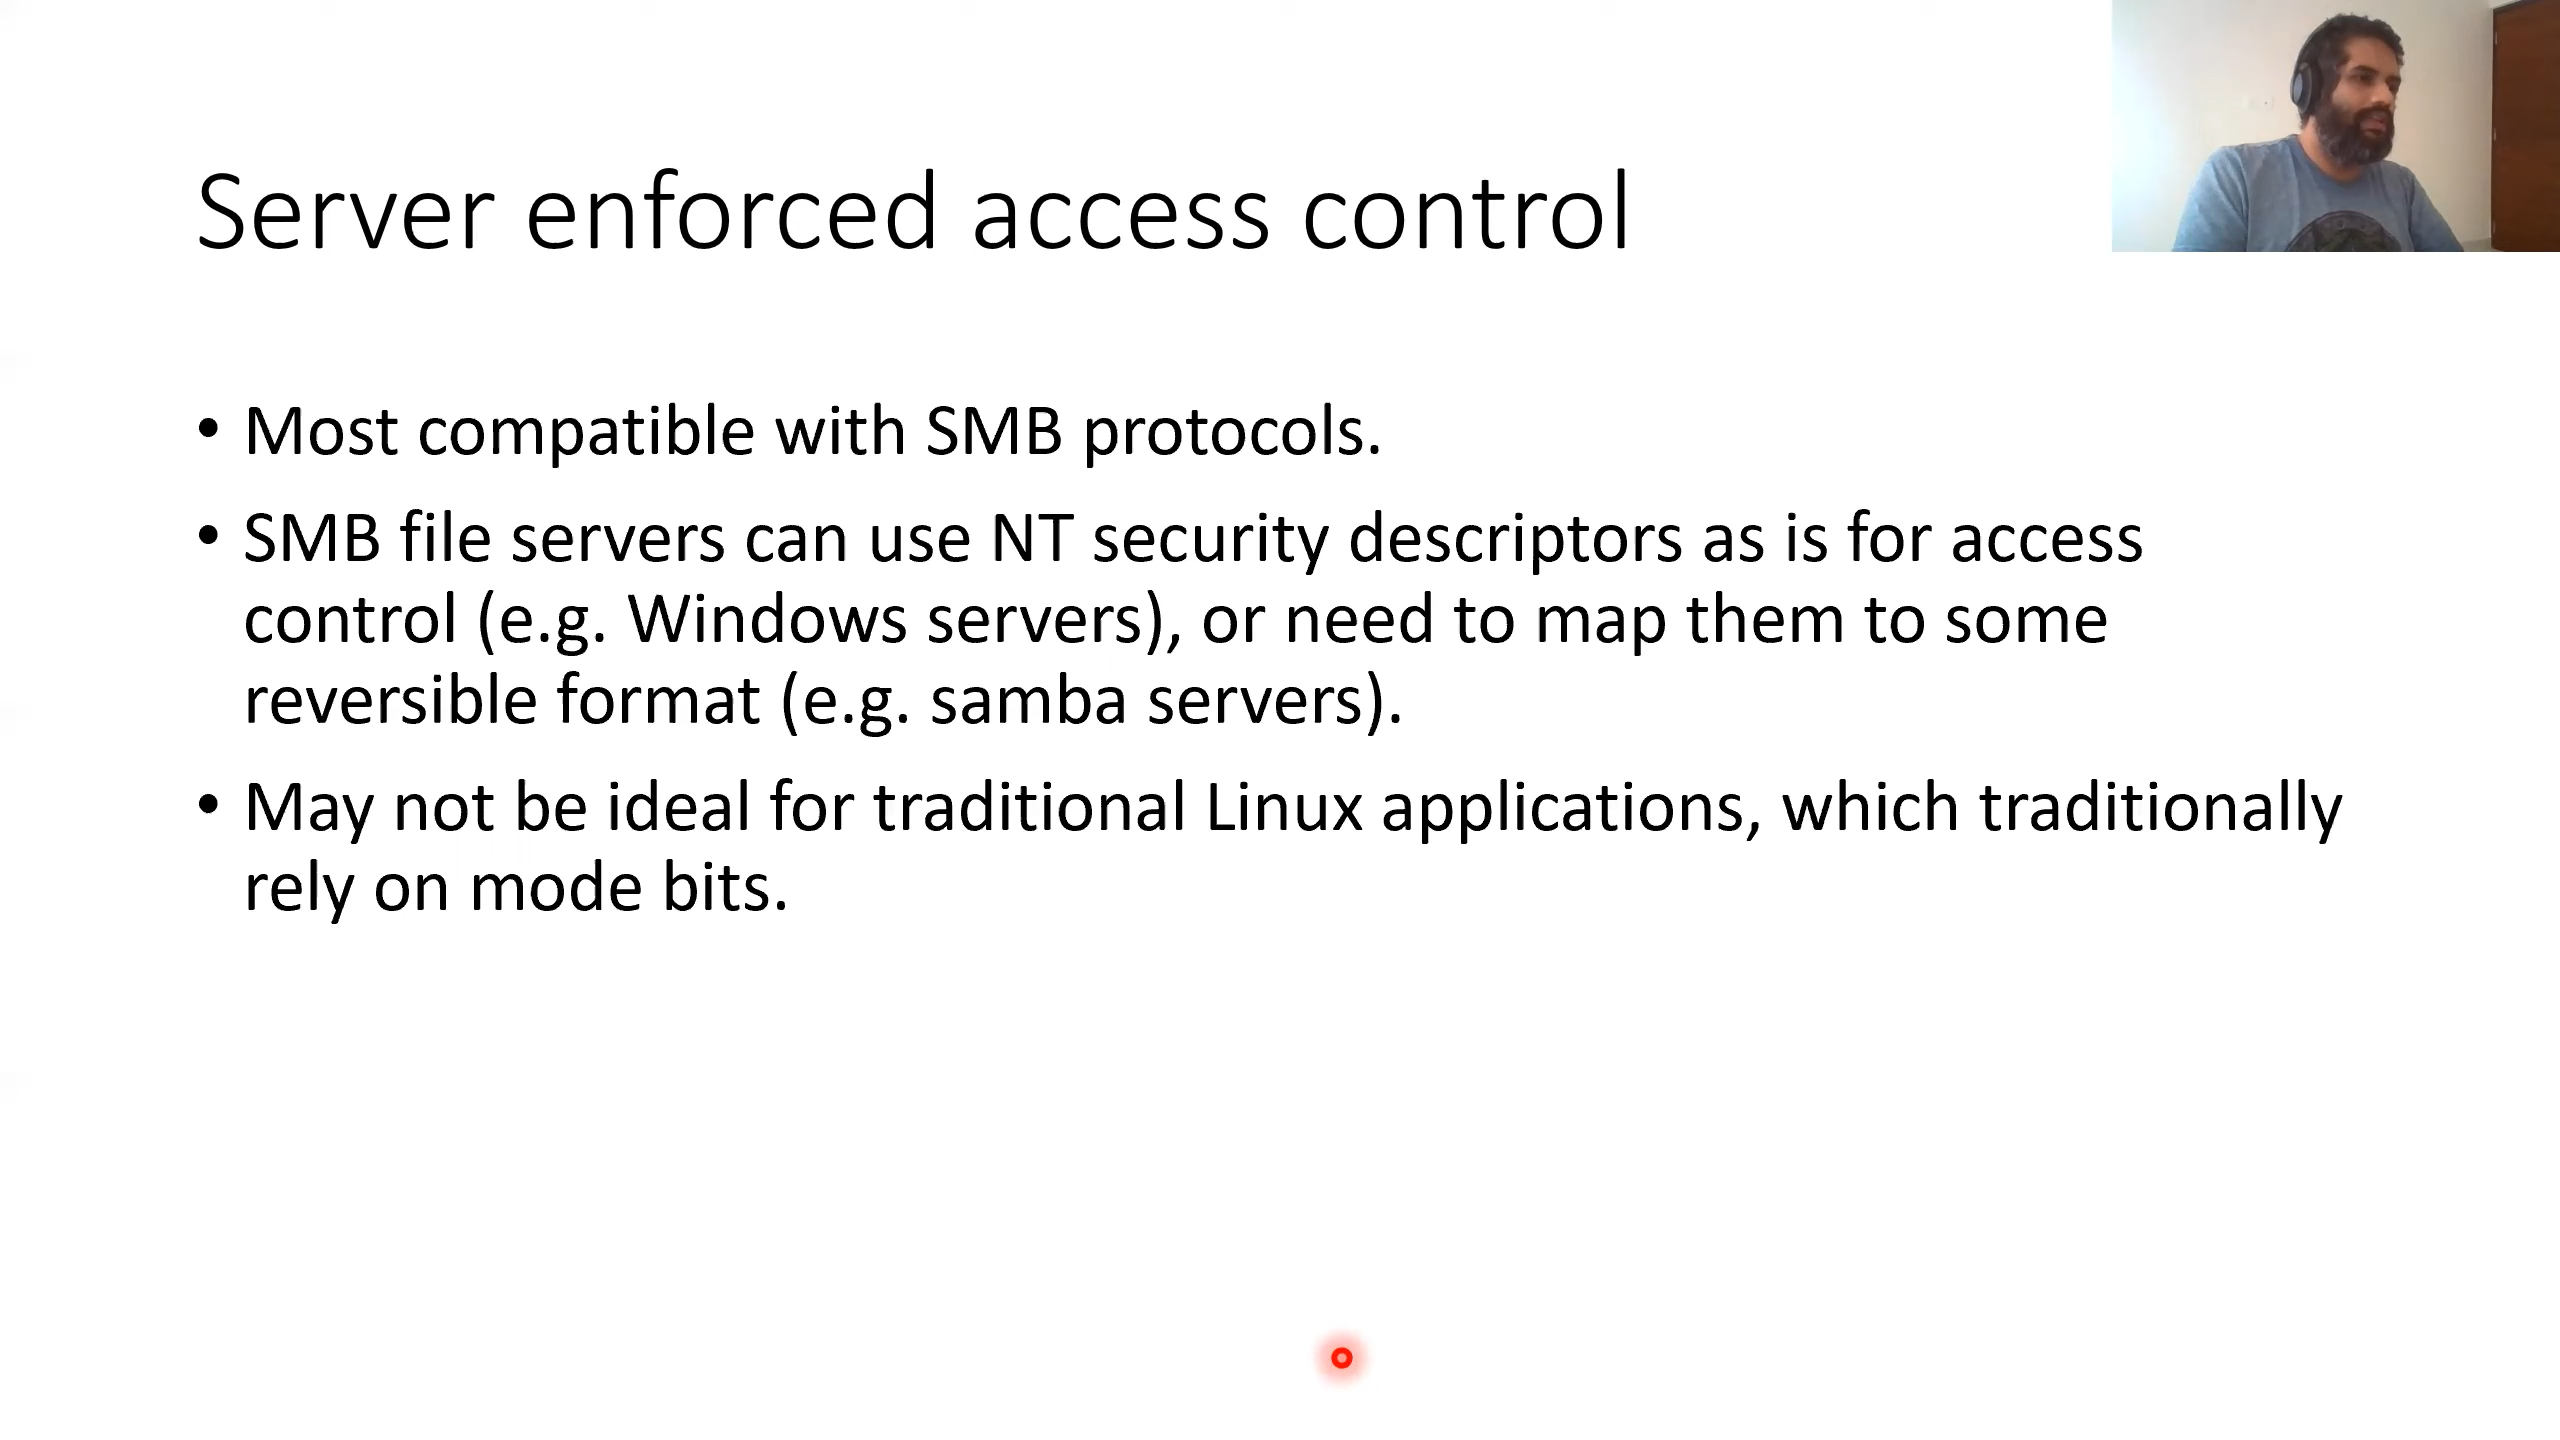 Server enforced access control
• Most compatible with SMB protocols.
• SMB file servers can use NT security descriptors as is for access
control (e.g. Windows servers), or need to map them to some
reversible format (e.g. samba servers).
• May not be ideal for traditional Linux applications, which traditionally
rely on mode bits.